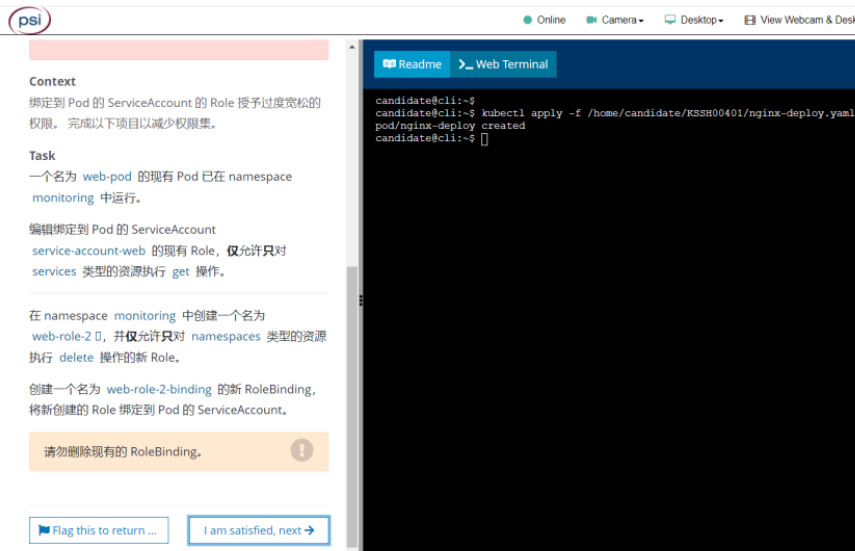 psi
Online Camera Desktop View Webcam & Desk
Readme Web Terminal
Context
绑定到 Pod 的 ServiceAccount 的 Role 授予过度宽松的
权限。 完成以下项目以减少权限集。
Task
一个名为 web-pod 的现有 Pod 已在 namespace
monitoring 中运行。
编辑绑定到 Pod 的 ServiceAccount
service-account-web 的现有 Role，仅允许只对
services 类型的资源执行 get 操作。
在 namespace monitoring 中创建一个名为
web-role-2 ，并仅允许只对 namespaces 类型的资源
执行 delete 操作的新 Role。
创建一个名为 web-role-2-binding 的新 RoleBinding，
将新创建的 Role 绑定到 Pod 的 ServiceAccount。
请勿删除现有的 RoleBinding。
Flag this to return ... I am satisfied, next
candidate@cli:~$
candidate@cli:~$ kubectl apply -f /home/candidate/KSSH00401/nginx-deploy.yaml
pod/nginx-deploy created
candidate@cli:~$